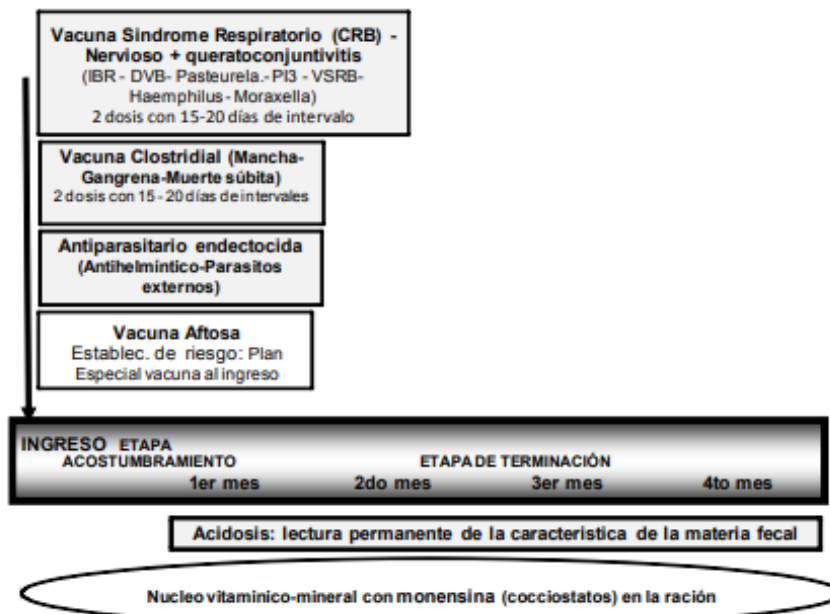 Vacuna Sindrome Respiratorio (CRB) -
Nervioso + queratoconjuntivitis
(IBR - DVB- Pasteurela.- PI3 - VSRB-
Haemphilus- Moraxella)
2 dosis con 15-20 días de intervalo
Vacuna Clostridial (Mancha-
Gangrena-Muerte súbita)
2 dosis con 15 - 20 días de intervales
Antiparasitario endectocida
(Antihelmíntico-Parasitos
externos)
Vacuna Aftosa
Establec. de riesgo: Plan
Especial vacuna al ingreso
INGRESO ETAPA
ACOSTUMBRAMIENTO ETAPA DE TERMINACIÓN
1er mes 2do mes 3er mes 4to mes
Acidosis: lectura permanente de la caracteristica de la materia fecal
Nucleo vitaminico-mineral con monensina (cocciostatos) en la ración